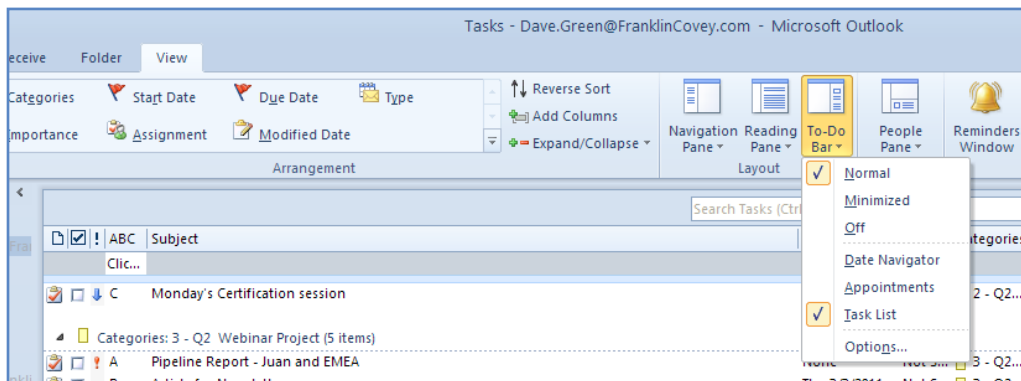 Tasks - Dave.Green@FranklinCovey.com - Microsoft Outlook
eceive Folder View
Categories Start Date Due Date Type
Importance Assignment Modified Date
Reverse Sort
Add Columns
Expand/Collapse
Arrangement
Navigation Pane
Reading Pane
To-Do Bar
People Pane
Reminders Window
Layout
Normal
Minimized
Off
Date Navigator
Appointments
Task List
Options...
Search Tasks (Ctrl
! ABC Subject
ategories
Clic...
C Monday's Certification session
2 - Q2...
Categories: 3 - Q2 Webinar Project (5 items)
A Pipeline Report - Juan and EMEA
None Not S... 3 - Q2...